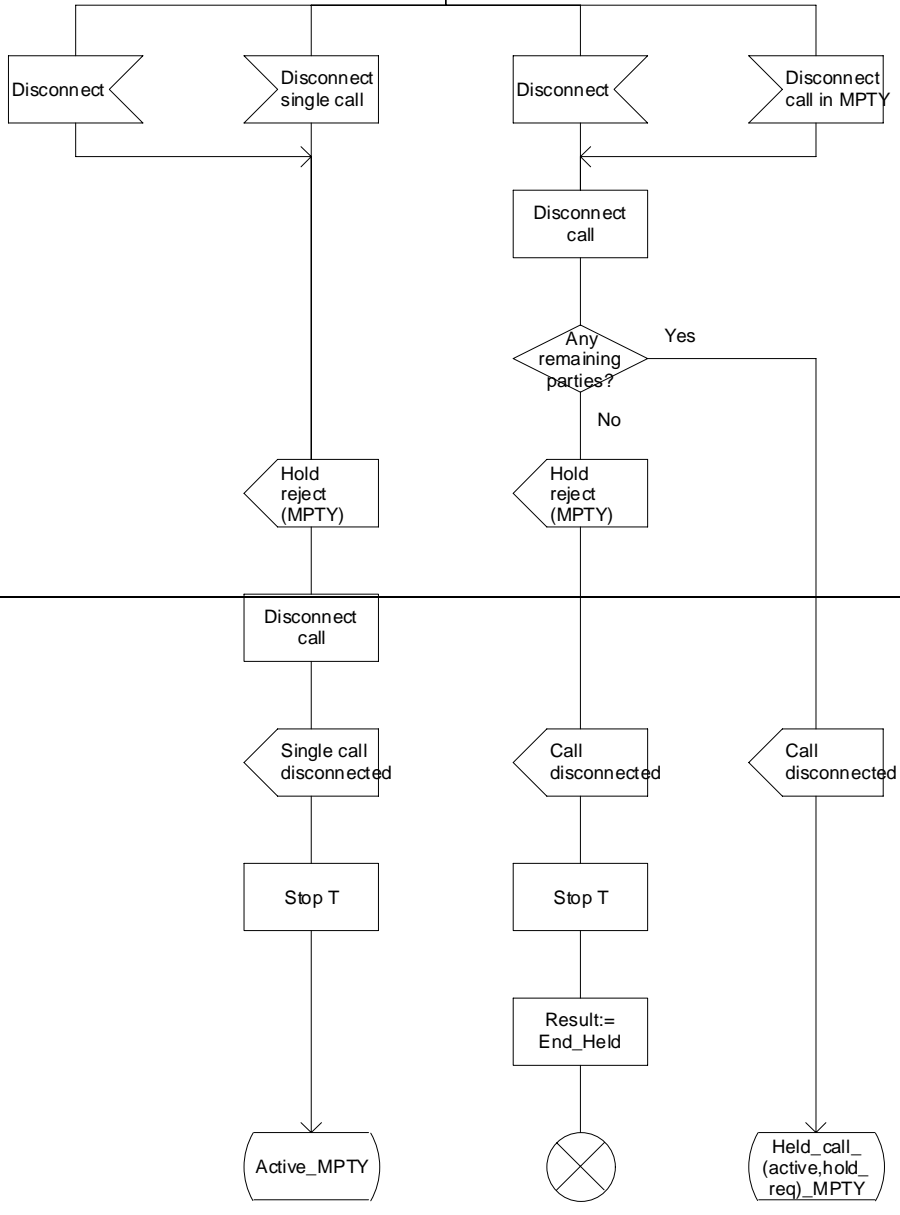 Disconnect
Disconnect
single call
Disconnect
Disconnect
call in MPTY
Disconnect
call
Any
remaining
parties?
Yes
No
Hold
reject
(MPTY)
Hold
reject
(MPTY)
Disconnect
call
Single call
disconnected
Call
disconnected
Call
disconnected
Stop T
Stop T
Result:=
End_Held
Active_MPTY
Held_call_
(active,hold_
req)_MPTY